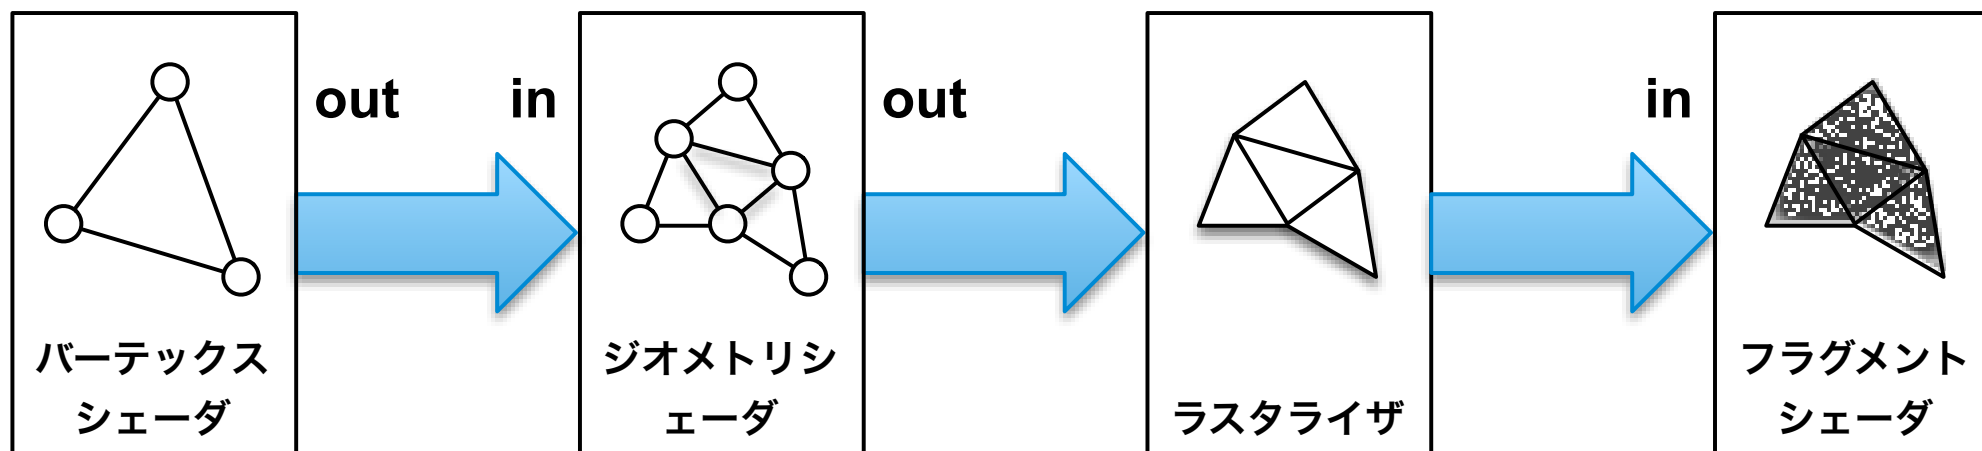 out
in
out
in
バーテックス
シェーダ
ジオメトリシ
ェーダ
ラスタライザ
フラグメント
シェーダ